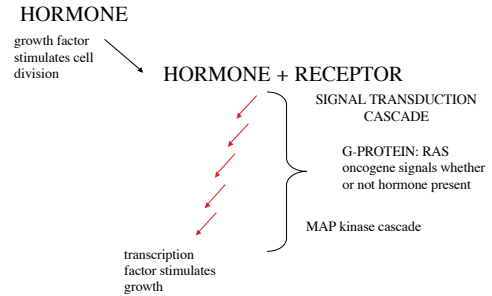 HORMONE
growth factor
stimulates cell
division
HORMONE + RECEPTOR
SIGNAL TRANSDUCTION
CASCADE
G-PROTEIN: RAS
oncogene signals whether
or not hormone present
MAP kinase cascade
transcription
factor stimulates
growth